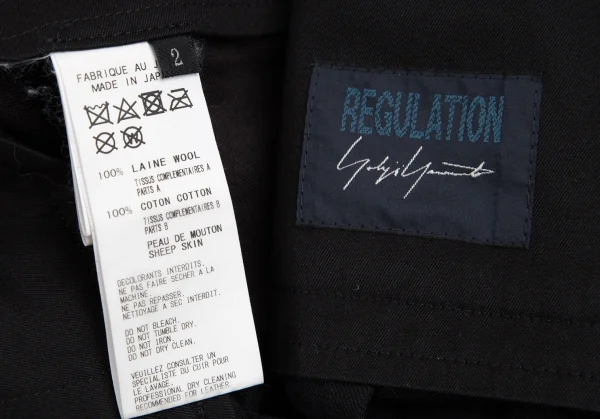 2
FABRIQUE AU
MADE IN JAPAN
100% LAINE WOOL
TISSUS COMPLEMENTAIRES A
PARTS A
100% COTON COTTON
TISSUS COMPLEMENTAIRES B
PARTS B
PEAU DE MOUTON
SHEEP SKIN
DECOLORANTS INTERDITS.
NE PAS FAIRE SECHER A LA
MACHINE.
NE PAS REPASSER.
NETTOYAGE A SEC INTERDIT.
DO NOT BLEACH.
DO NOT TUMBLE DRY.
DO NOT IRON.
DO NOT DRY CLEAN.
VEUILLEZ CONSULTER UN
SPECIALISTE DU CUIR POUR
LE LAVAGE.
PROFESSIONAL DRY CLEANING
RECOMMENDED FOR LEATHER.
REGULATION
Yohji Yamamoto